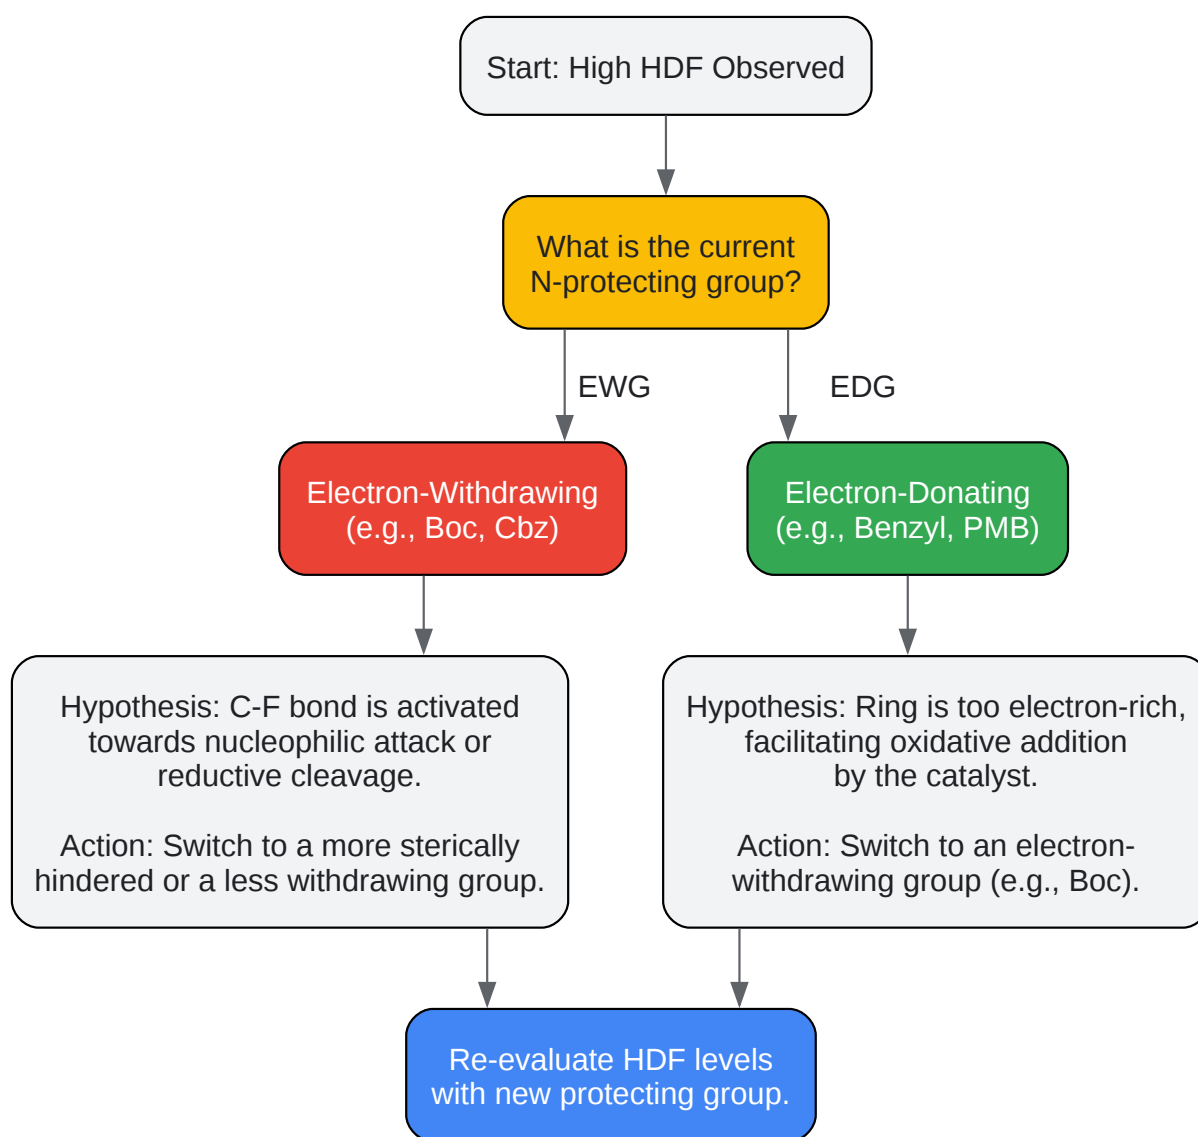 Start: High HDF Observed
What is the current
N-protecting group?
EWG
EDG
Electron-Withdrawing
(e.g., Boc, Cbz)
Electron-Donating
(e.g., Benzyl, PMB)
Hypothesis: C-F bond is activated
towards nucleophilic attack or
reductive cleavage.
Action: Switch to a more sterically
hindered or a less withdrawing group.
Hypothesis: Ring is too electron-rich,
facilitating oxidative addition
by the catalyst.
Action: Switch to an electron-
withdrawing group (e.g., Boc).
Re-evaluate HDF levels
with new protecting group.